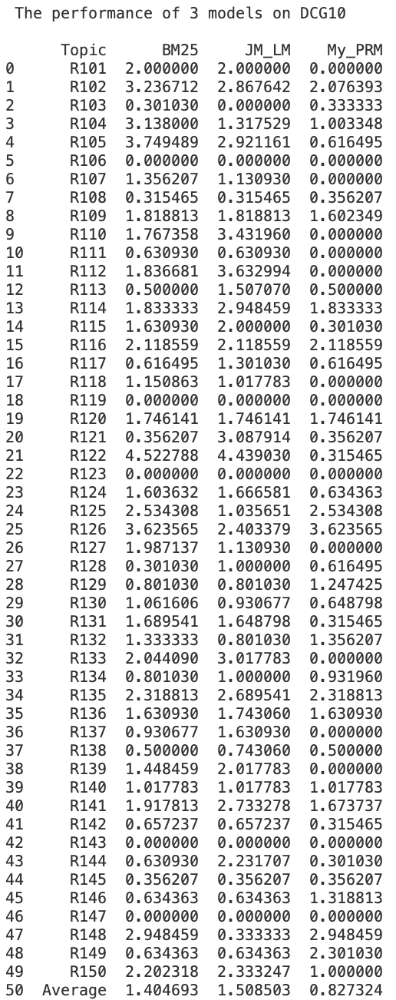 The performance of 3 models on DCG10
Topic BM25 JM_LM My_PRM
0 R101 2.000000 2.000000 0.000000
1 R102 3.236712 2.867642 2.076393
2 R103 0.301030 0.000000 0.333333
3 R104 3.138000 1.317529 1.003348
4 R105 3.749489 2.921161 0.616495
5 R106 0.000000 0.000000 0.000000
6 R107 1.356207 1.130930 0.000000
7 R108 0.315465 0.315465 0.356207
8 R109 1.818813 1.818813 1.602349
9 R110 1.767358 3.431960 0.000000
10 R111 0.630930 0.630930 0.000000
11 R112 1.836681 3.632994 0.000000
12 R113 0.500000 1.507070 0.500000
13 R114 1.833333 2.948459 1.833333
14 R115 1.630930 2.000000 0.301030
15 R116 2.118559 2.118559 2.118559
16 R117 0.616495 1.301030 0.616495
17 R118 1.150863 1.017783 0.000000
18 R119 0.000000 0.000000 0.000000
19 R120 1.746141 1.746141 1.746141
20 R121 0.356207 3.087914 0.356207
21 R122 4.522788 4.439030 0.315465
22 R123 0.000000 0.000000 0.000000
23 R124 1.603632 1.666581 0.634363
24 R125 2.534308 1.035651 2.534308
25 R126 3.623565 2.403379 3.623565
26 R127 1.987137 1.130930 0.000000
27 R128 0.301030 1.000000 0.616495
28 R129 0.801030 0.801030 1.247425
29 R130 1.061606 0.930677 0.648798
30 R131 1.689541 1.648798 0.315465
31 R132 1.333333 0.801030 1.356207
32 R133 2.044090 3.017783 0.000000
33 R134 0.801030 1.000000 0.931960
34 R135 2.318813 2.689541 2.318813
35 R136 1.630930 1.743060 1.630930
36 R137 0.930677 1.630930 0.000000
37 R138 0.500000 0.743060 0.500000
38 R139 1.448459 2.017783 0.000000
39 R140 1.017783 1.017783 1.017783
40 R141 1.917813 2.733278 1.673737
41 R142 0.657237 0.657237 0.315465
42 R143 0.000000 0.000000 0.000000
43 R144 0.630930 2.231707 0.301030
44 R145 0.356207 0.356207 0.356207
45 R146 0.634363 0.634363 1.318813
46 R147 0.000000 0.000000 0.000000
47 R148 2.948459 0.333333 2.948459
48 R149 0.634363 0.634363 2.301030
49 R150 2.202318 2.333247 1.000000
50 Average 1.404693 1.508503 0.827324